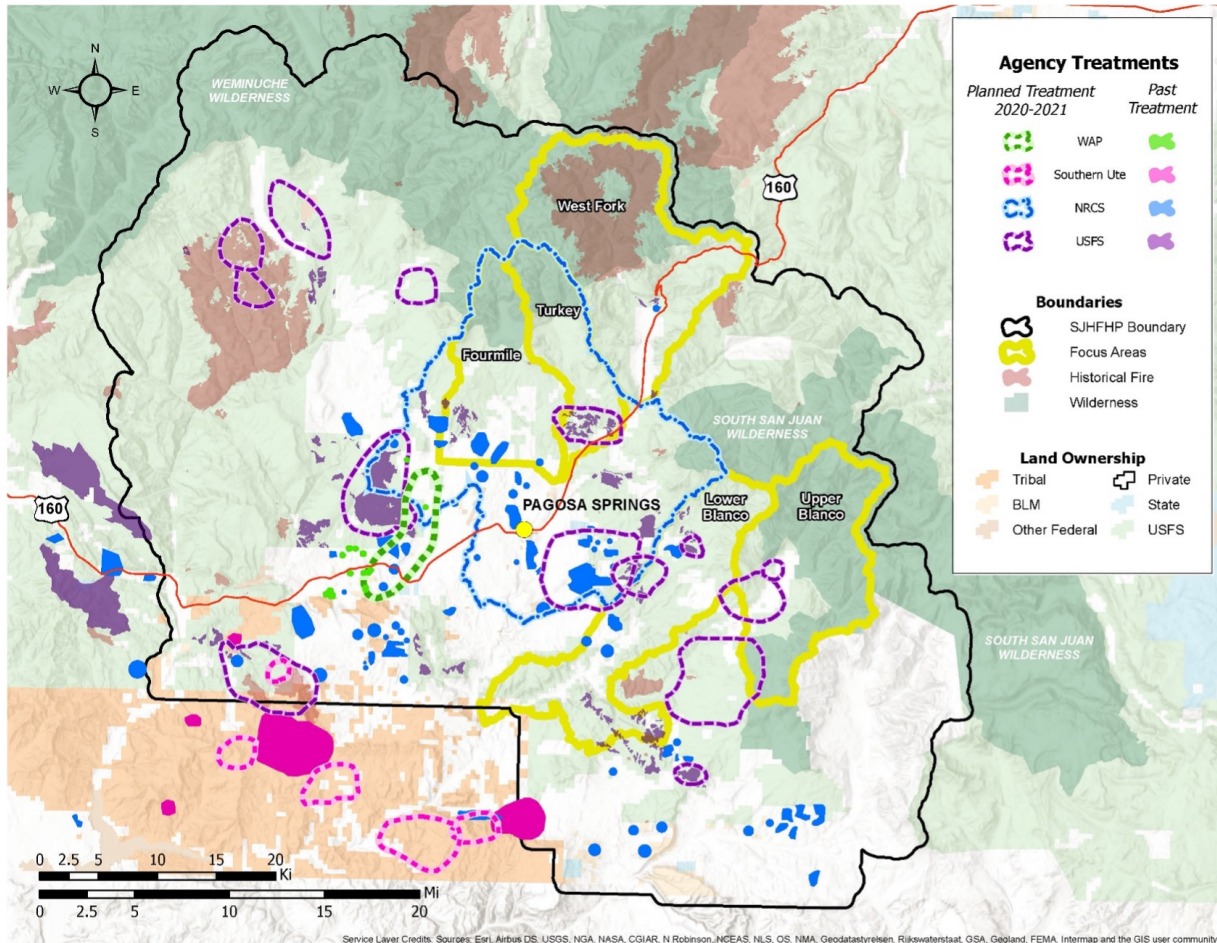 N
W
E
S
WEMINUCHE
WILDERNESS
160
West Fork
Turkey
Fourmile
SOUTH SAN JUAN
WILDERNESS
PAGOSA SPRINGS
Lower
Blanco
Upper
Blanco
160
SOUTH SAN JUAN
WILDERNESS
Agency Treatments
Planned Treatment
2020-2021
Past
Treatment
WAP
Southern Ute
NRCS
USFS
Boundaries
SJHFHP Boundary
Focus Areas
Historical Fire
Wilderness
Land Ownership
Tribal
BLM
Other Federal
Private
State
USFS
0 2.5 5 10 15 20
Ki
Mi
0 2.5 5 10 15 20
Service Layer Credits: Sources: Esri, Airbus DS, USGS, NGA, NASA, CGIAR, N Robinson, NCEAS, NLS, OS, NMA, Geodatastyrelsen, Rijkswaterstaat, GSA, Geoland, FEMA, Intermap and the GIS user community